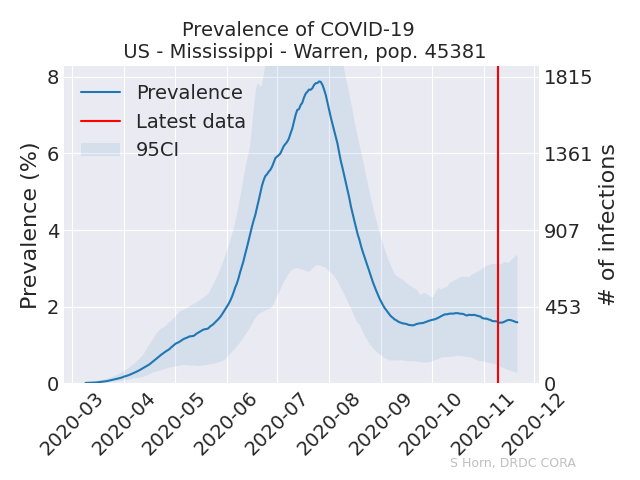 Prevalence of COVID-19
US - Mississippi - Warren, pop. 45381
Prevalence
Latest data
95CI
Prevalence (%)
8
6
4
2
0
1815
1361
907
453
0
# of infections
2020-03
2020-04
2020-05
2020-06
2020-07
2020-08
2020-09
2020-10
2020-11
2020-12
S Horn, DRDC CORA